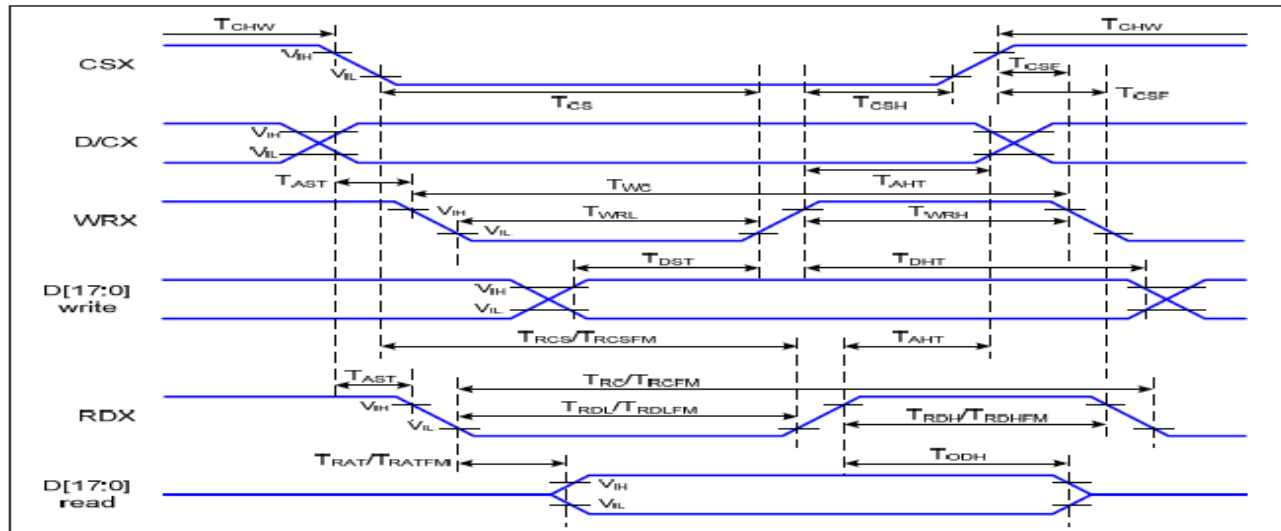 TCHW TCHW
VIH
CSX
VIL
TCSF
TCS TCSH TCSF
VIH
D/CX
VIL
TAST TWC TAHT
WRX VIH TWRL TWRH
VIL
TDST TDHT
D[17:0]
write
VIH
VIL
TRCS/TRCSFM TAHT
TAST TRC/TRCFM
RDX VIH
VIL
TRDL/TRDLFM TRDH/TRDHFM
TRAT/TRATFM TODH
D[17:0]
read
VIH
VIL